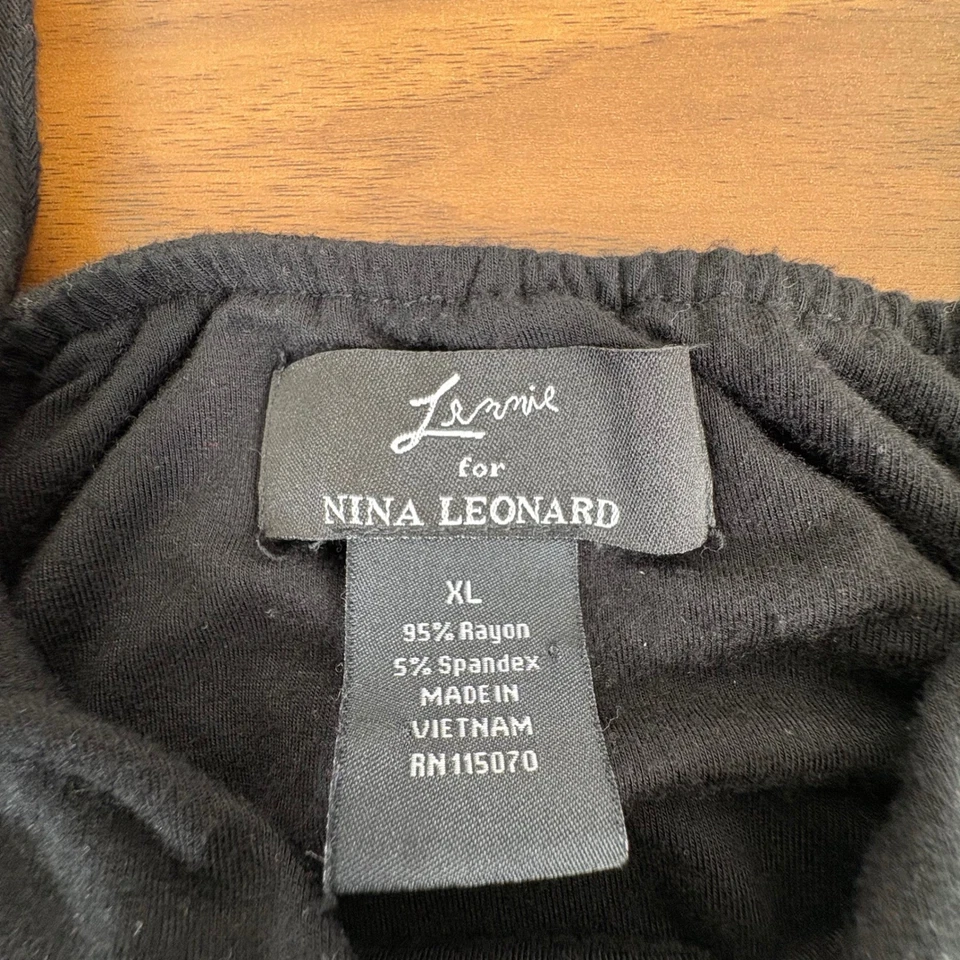 Lennie
for
NINA LEONARD
XL
95% Rayon
5% Spandex
MADE IN
VIETNAM
RN 115070